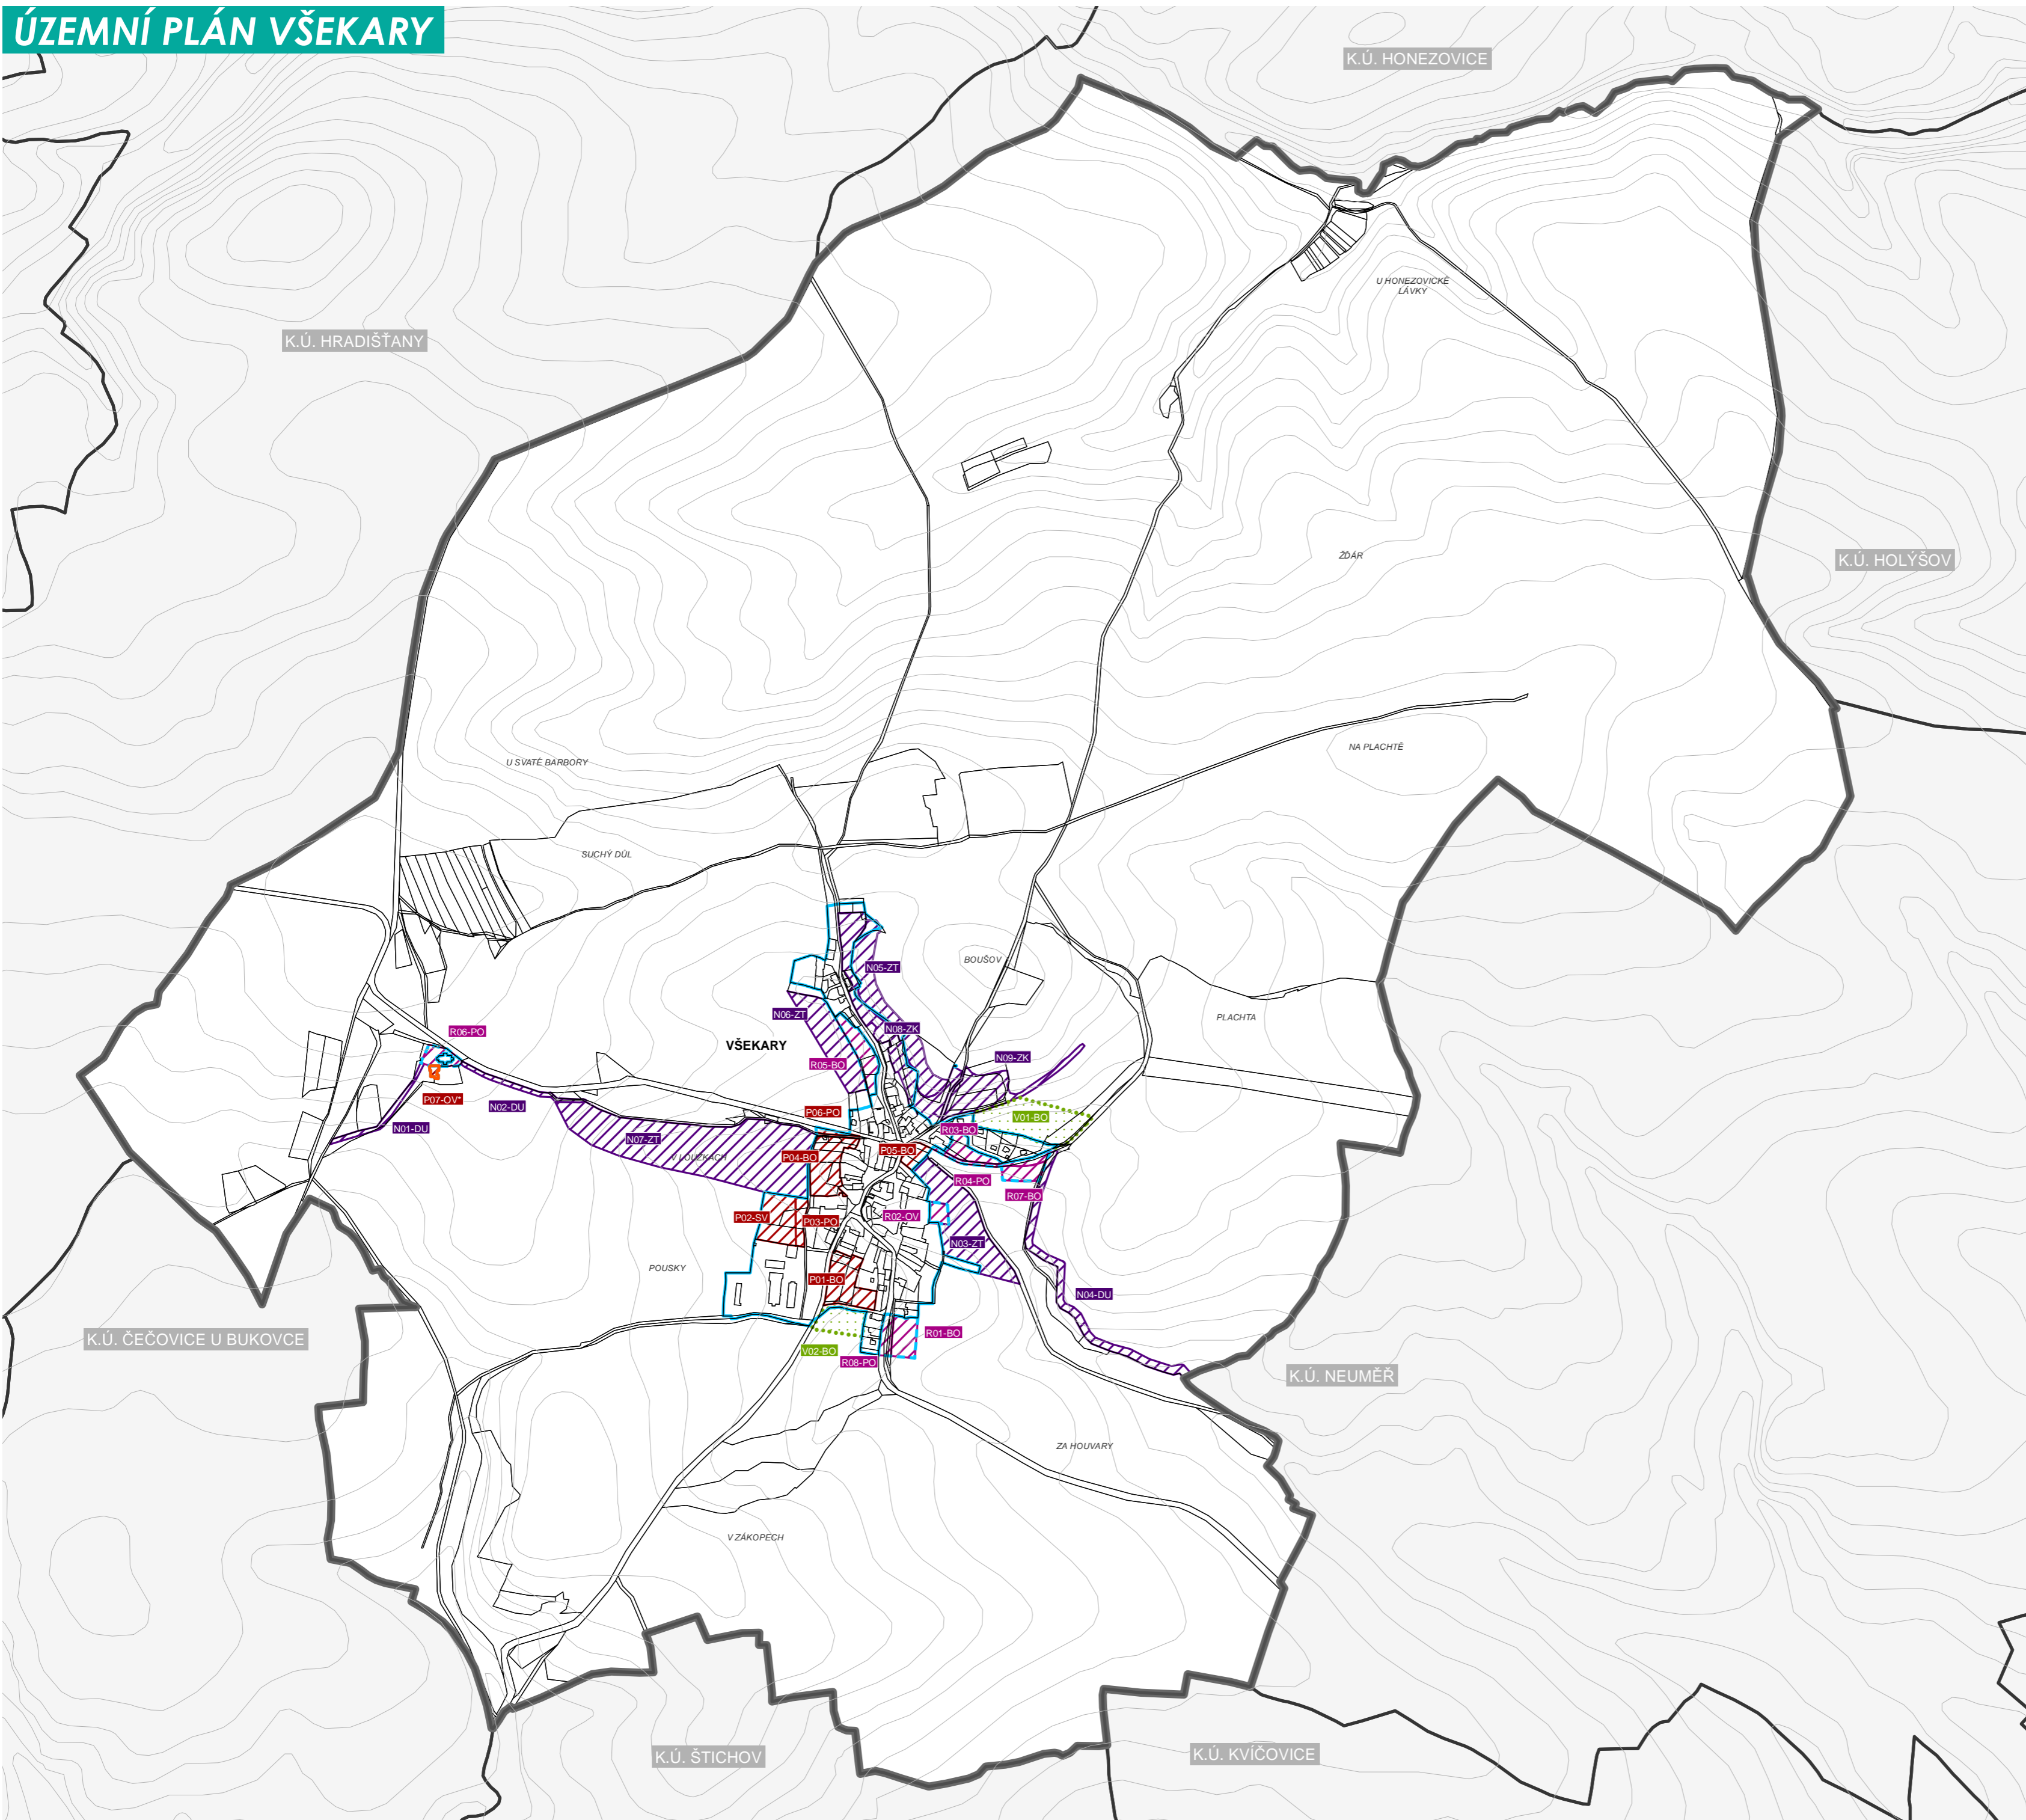 ÚZEMNÍ PLÁN VŠEKARY
K.Ú. HONEZOVICE
U HONEZOVICKÉ
LÁVKY
K.Ú. HRADIŠŤANY
ŽĎÁR
K.Ú. HOLÝŠOV
NA PLACHTĚ
U SVATÉ BARBORY
SUCHÝ DŮL
BOUŠOV
N05-ZT
N06-ZT
PLACHTA
R06-PO
N08-ZK
VŠEKARY
N09-ZK
R05-BO
P07-OV*
N02-DU
P06-PO
V01-BO
N01-DU
R03-BO
N07-ZT
P05-BO
V LOUŽKÁCH
P04-BO
R04-PO
R07-BO
P02-SV
P03-PO
R02-OV
N03-ZT
POUSKY
P01-BO
N04-DU
K.Ú. ČEČOVICE U BUKOVCE
R01-BO
V02-BO
R08-PO
K.Ú. NEUMĚŘ
ZA HOUVARY
V ZÁKOPECH
K.Ú. ŠTICHOV
K.Ú. KVÍČOVICE